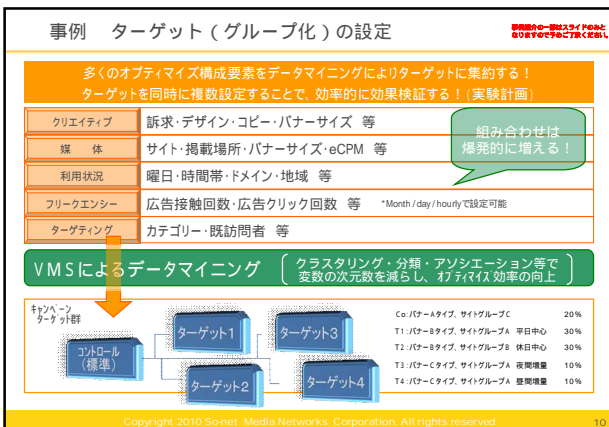 事例　ターゲット(グループ化)の設定
事例紹介の一部はスライドのみと
なりますので予めご了承ください。
多くのオプティマイズ構成要素をデータマイニングによりターゲットに集約する！
ターゲットを同時に複数設定することで、効率的に効果検証する！(実験計画)
クリエイティブ 訴求・デザイン・コピー・バナーサイズ 等
媒　体 サイト・掲載場所・バナーサイズ・eCPM 等
利用状況 曜日・時間帯・ドメイン・地域 等
フリークエンシー 広告接触回数・広告クリック回数 等 *Month/day/hourlyで設定可能
ターゲティング カテゴリー・既訪問者 等
組み合わせは
爆発的に増える！
VMSによるデータマイニング
クラスタリング・分類・アソシエーション等で
変数の次元数を減らし、オプティマイズ効率の向上
キャンペーン
ターゲット群
コントロール
(標準)
ターゲット1
ターゲット2
ターゲット3
ターゲット4
Co:バナーAタイプ、サイトグループC 20%
T1:バナーBタイプ、サイトグループA 平日中心 30%
T2:バナーBタイプ、サイトグループB 休日中心 30%
T3:バナーCタイプ、サイトグループA 夜間増量 10%
T4:バナーCタイプ、サイトグループA 昼間増量 10%
Copyright 2010 So-net Media Networks Corporation. All rights reserved
10